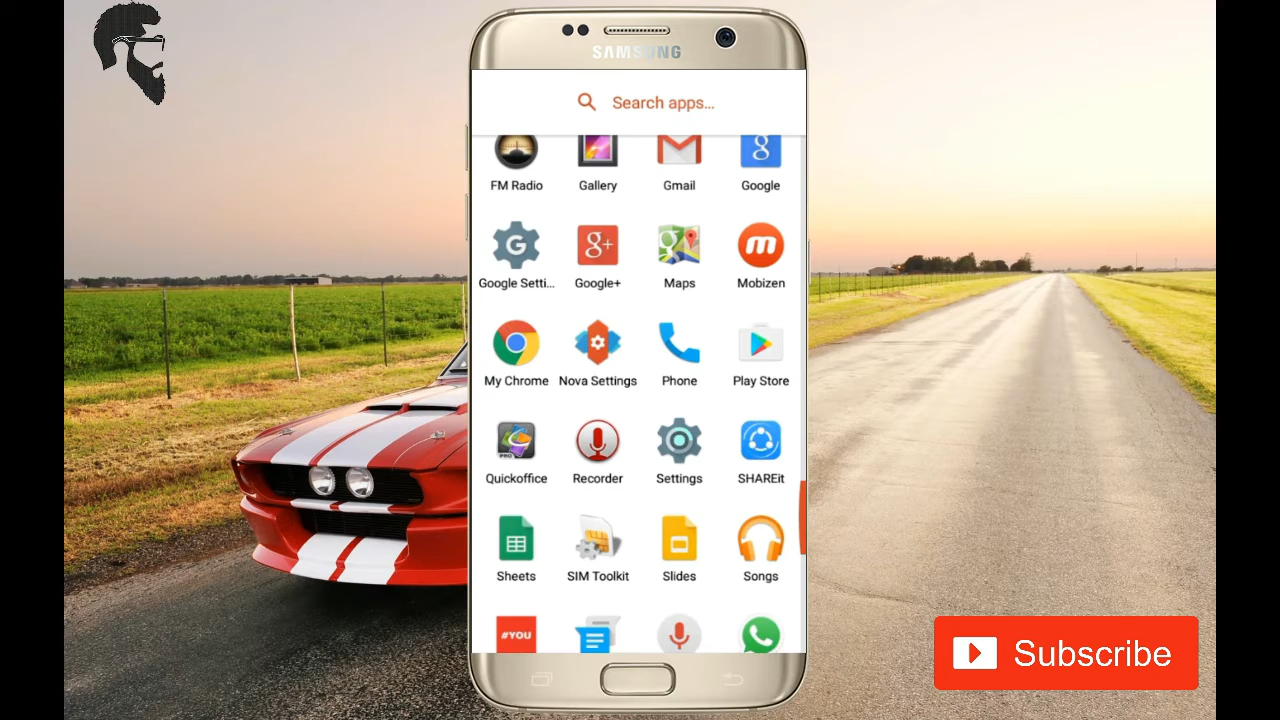 SAMSUNG
Search apps...
FM Radio
Gallery
Gmail
Google
Google Setti...
Google+
Maps
Mobizen
My Chrome
Nova Settings
Phone
Play Store
PRO
Quickoffice
Recorder
Settings
SHAREit
Sheets
SIM Toolkit
Slides
Songs
#YOU
Subscribe